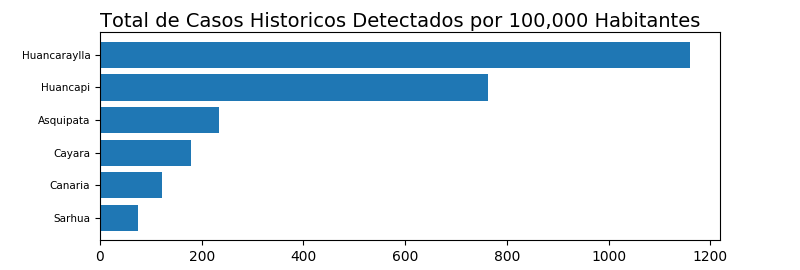 Total de Casos Historicos Detectados por 100,000 Habitantes
Huancaraylla
Huancapi
Asquipata
Cayara
Canaria
Sarhua
0 200 400 600 800 1000 1200